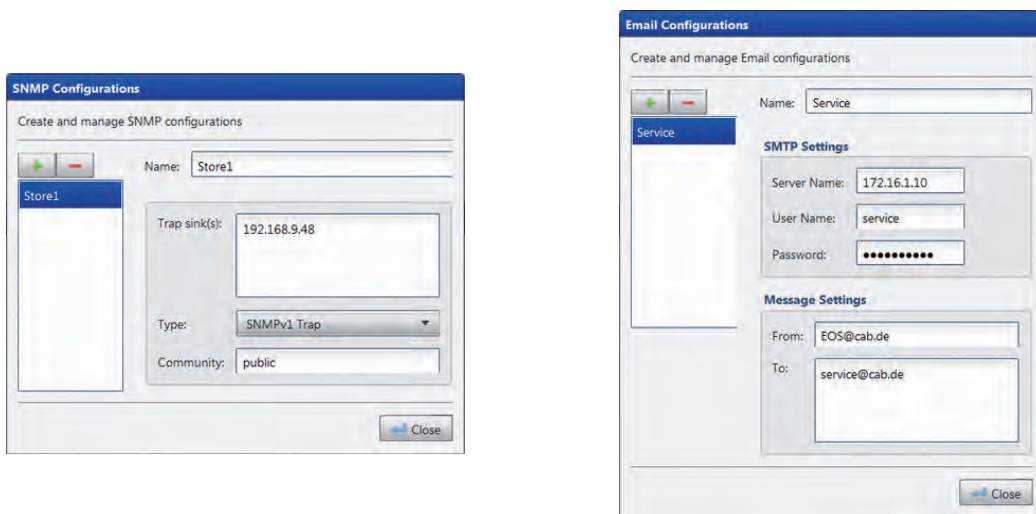 SNMP Configurations
Create and manage SNMP configurations
Name: Store1
Store1
Trap sink(s): 192.168.9.48
Type: SNMPv1 Trap
Community: public
Close
Email Configurations
Create and manage Email configurations
Name: Service
Service
SMTP Settings
Server Name: 172.16.1.10
User Name: service
Password: ●●●●●●●●●●
Message Settings
From: EOS@cab.de
To: service@cab.de
Close